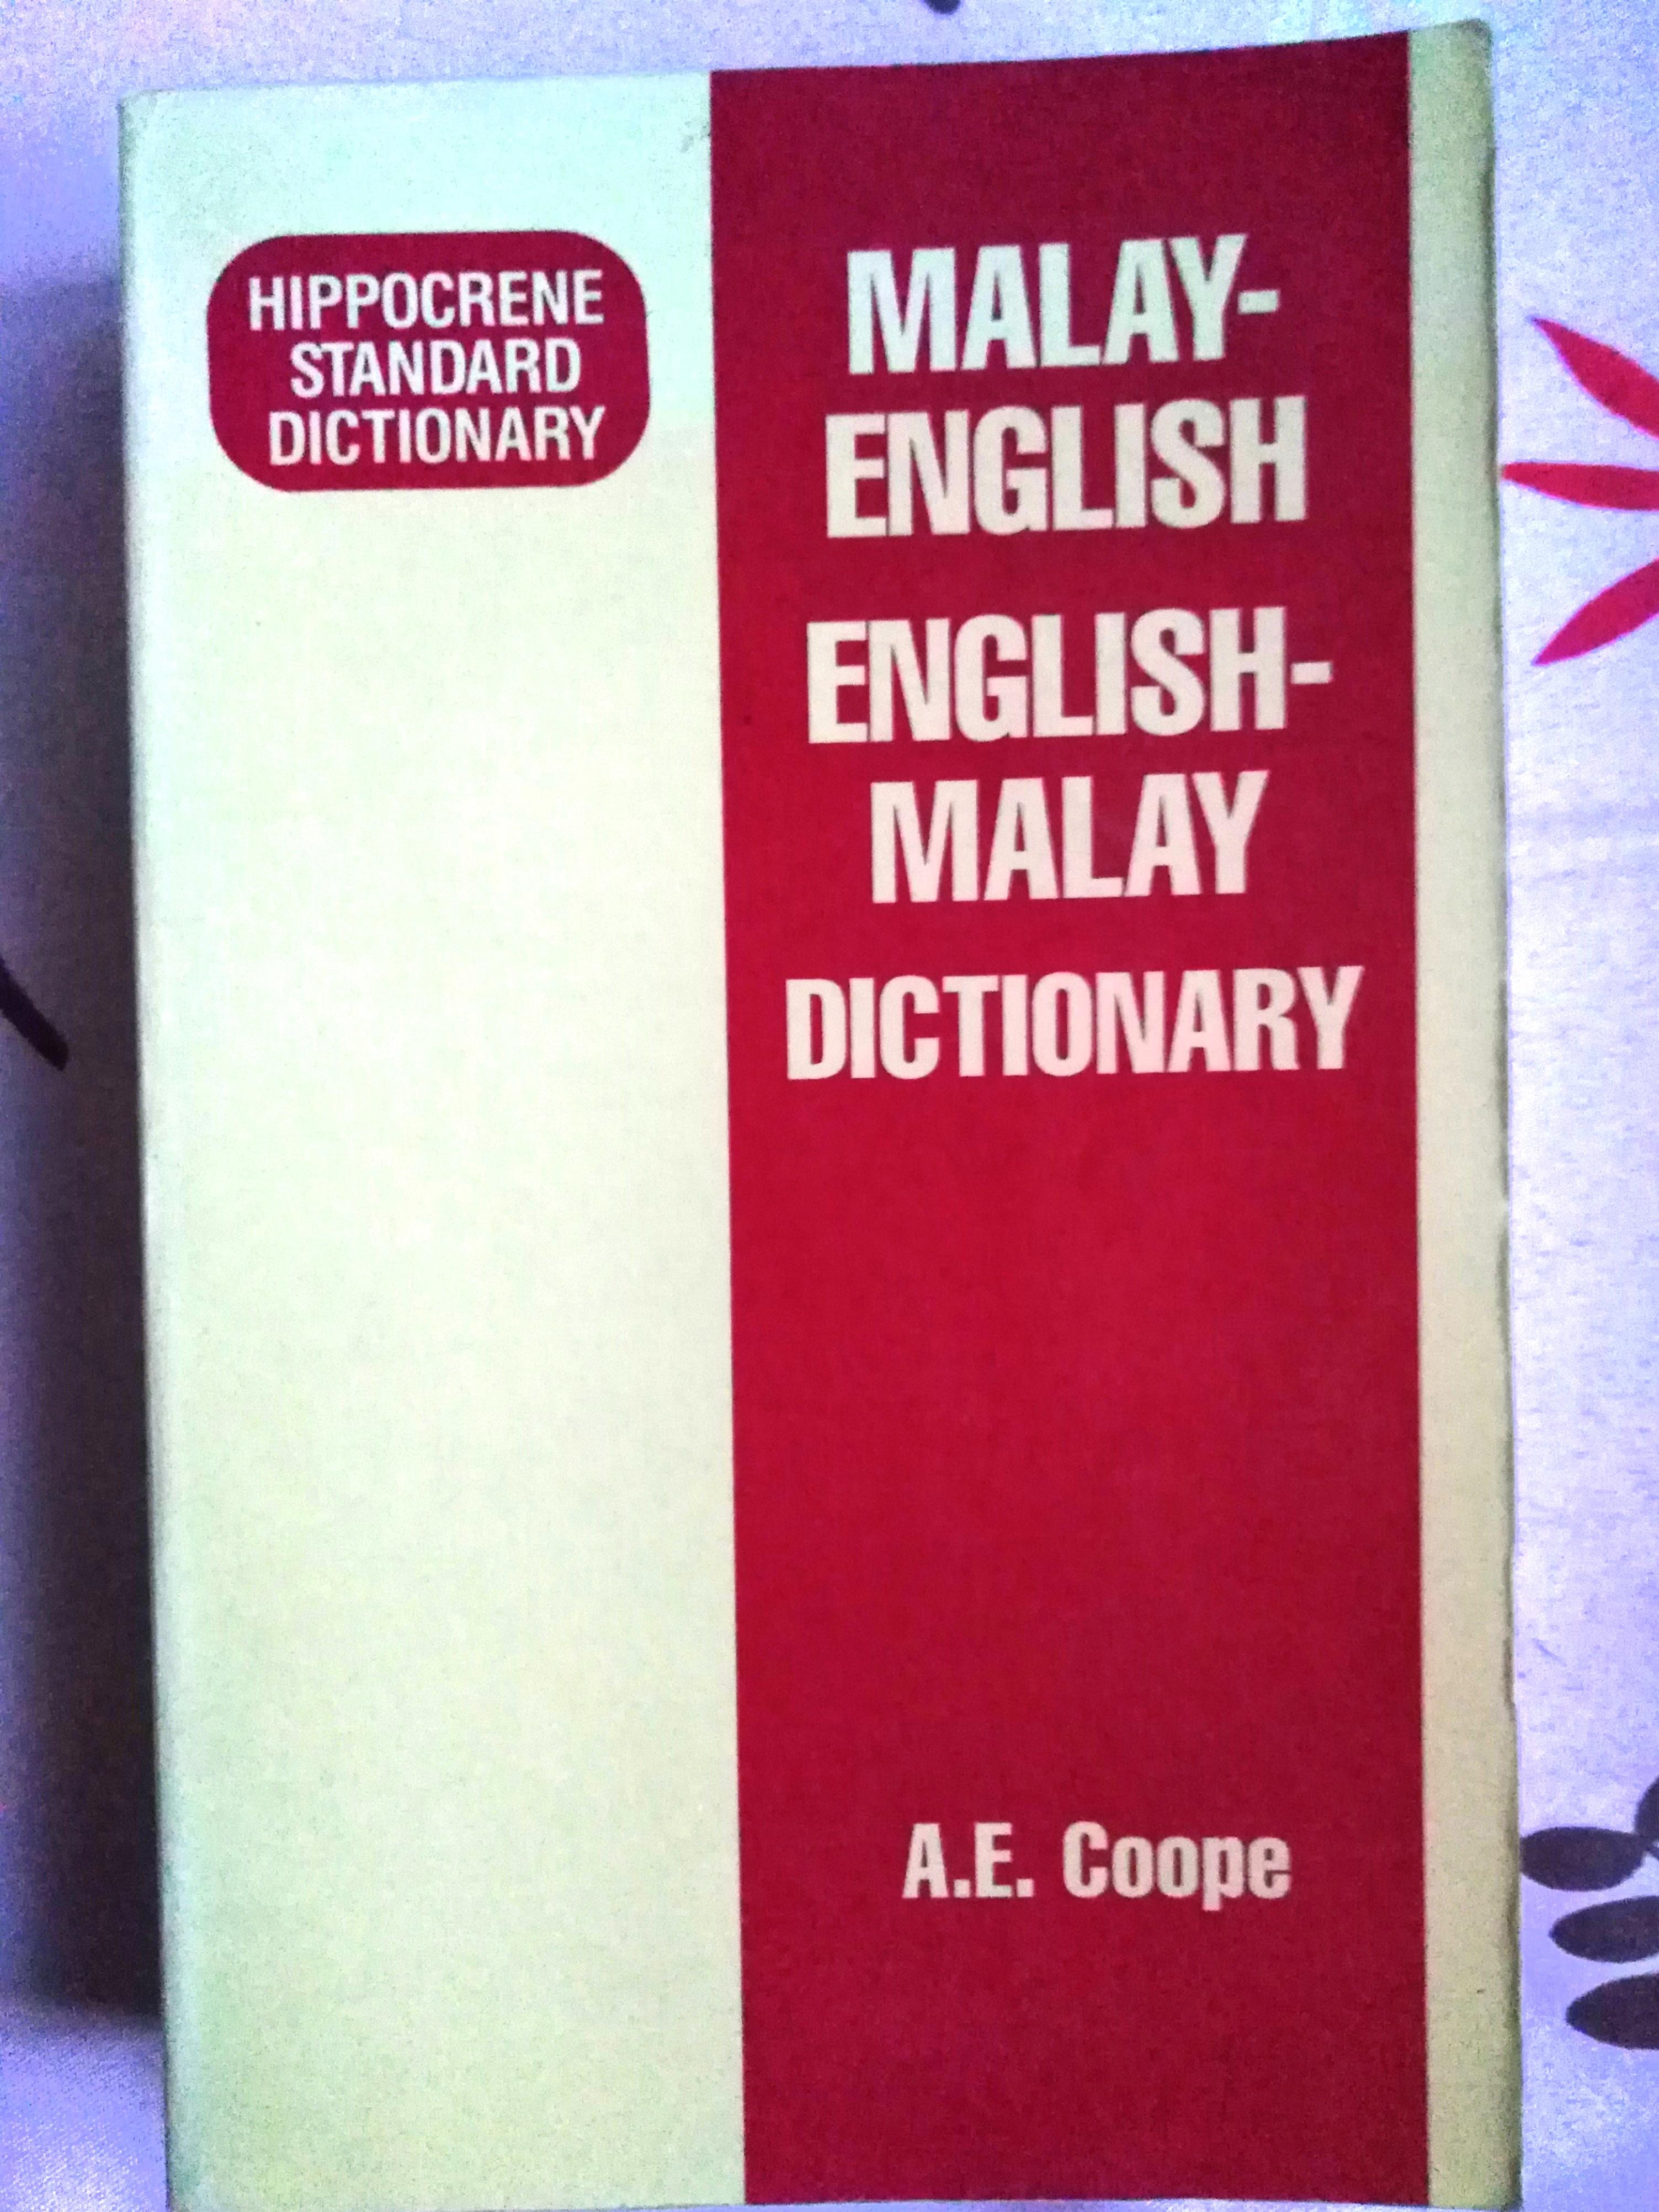 HIPPOCRENE
STANDARD
DICTIONARY
MALAY-
ENGLISH
ENGLISH-
MALAY
DICTIONARY
A.E. Coope